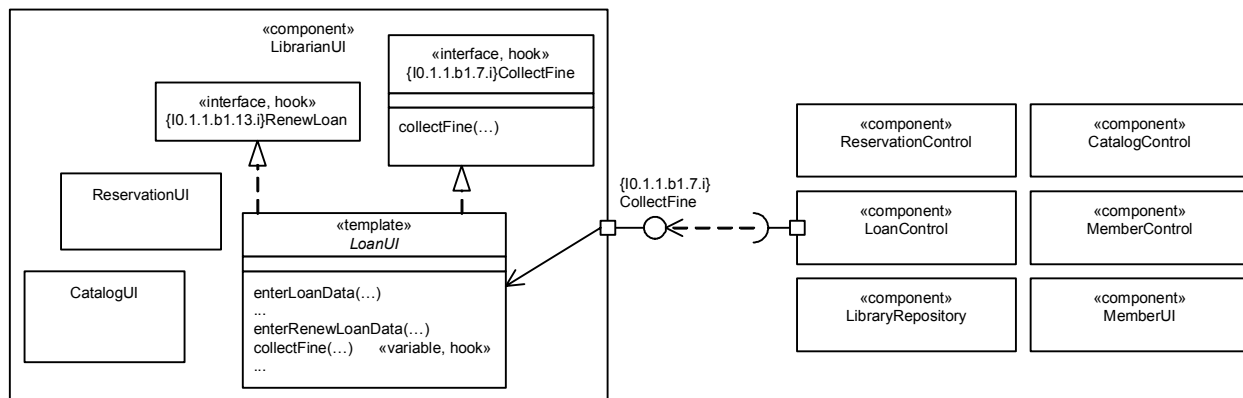 «component»
LibrarianUI
«interface, hook»
{I0.1.1.b1.7.i}CollectFine
collectFine(…)
«interface, hook»
{I0.1.1.b1.13.i}RenewLoan
ReservationUI
CatalogUI
«template»
LoanUI
enterLoanData(…)
...
enterRenewLoanData(…)
collectFine(…) «variable, hook»
...
{I0.1.1.b1.7.i}
CollectFine
«component»
ReservationControl
«component»
CatalogControl
«component»
LoanControl
«component»
MemberControl
«component»
LibraryRepository
«component»
MemberUI